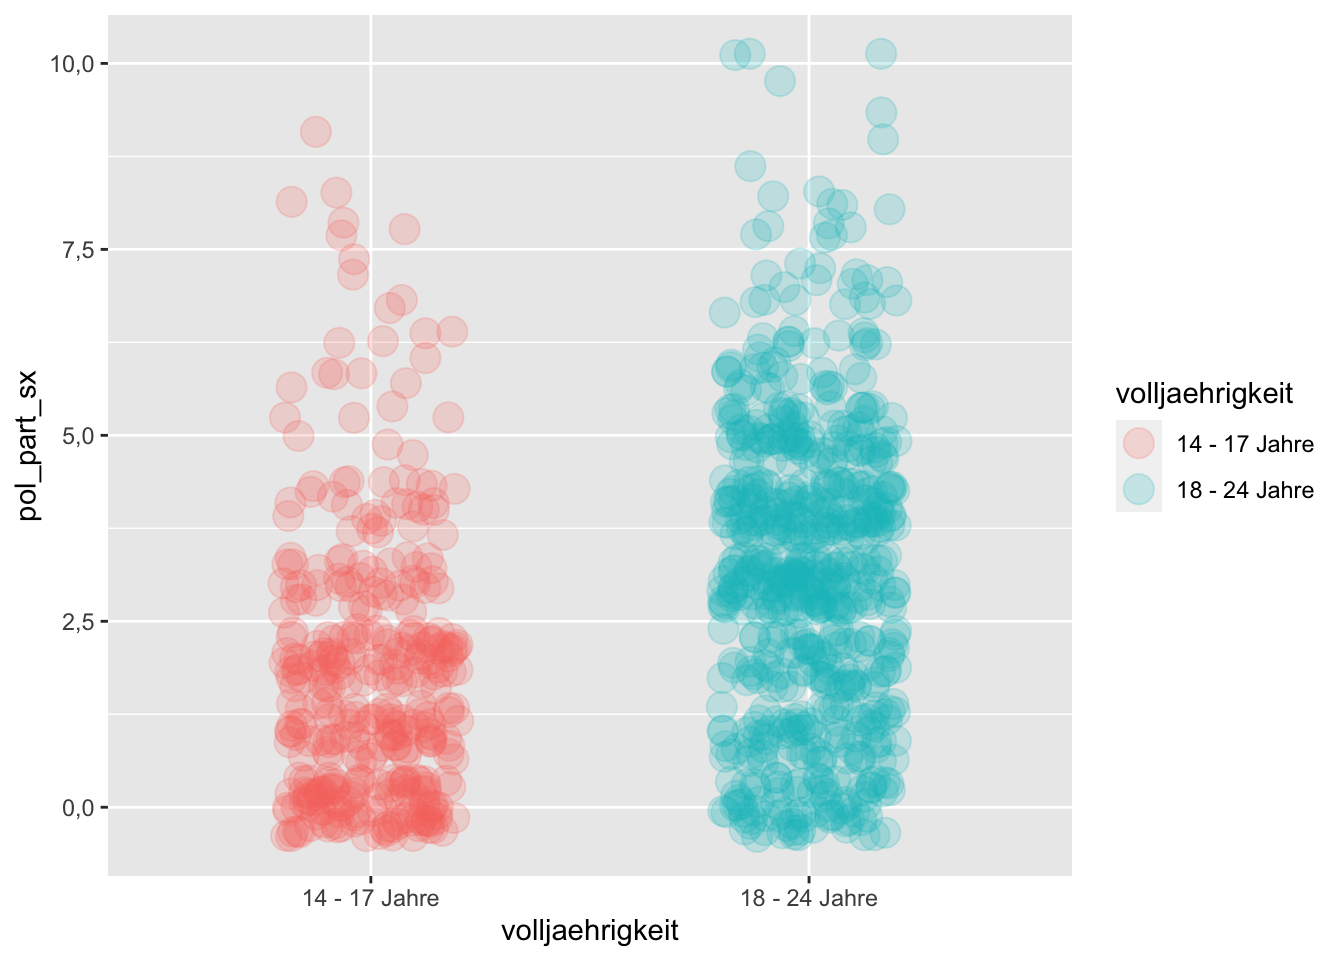 10,0
7,5
5,0
2,5
0,0
pol_part_sx
14 - 17 Jahre
18 - 24 Jahre
volljaehrigkeit
volljaehrigkeit
14 - 17 Jahre
18 - 24 Jahre